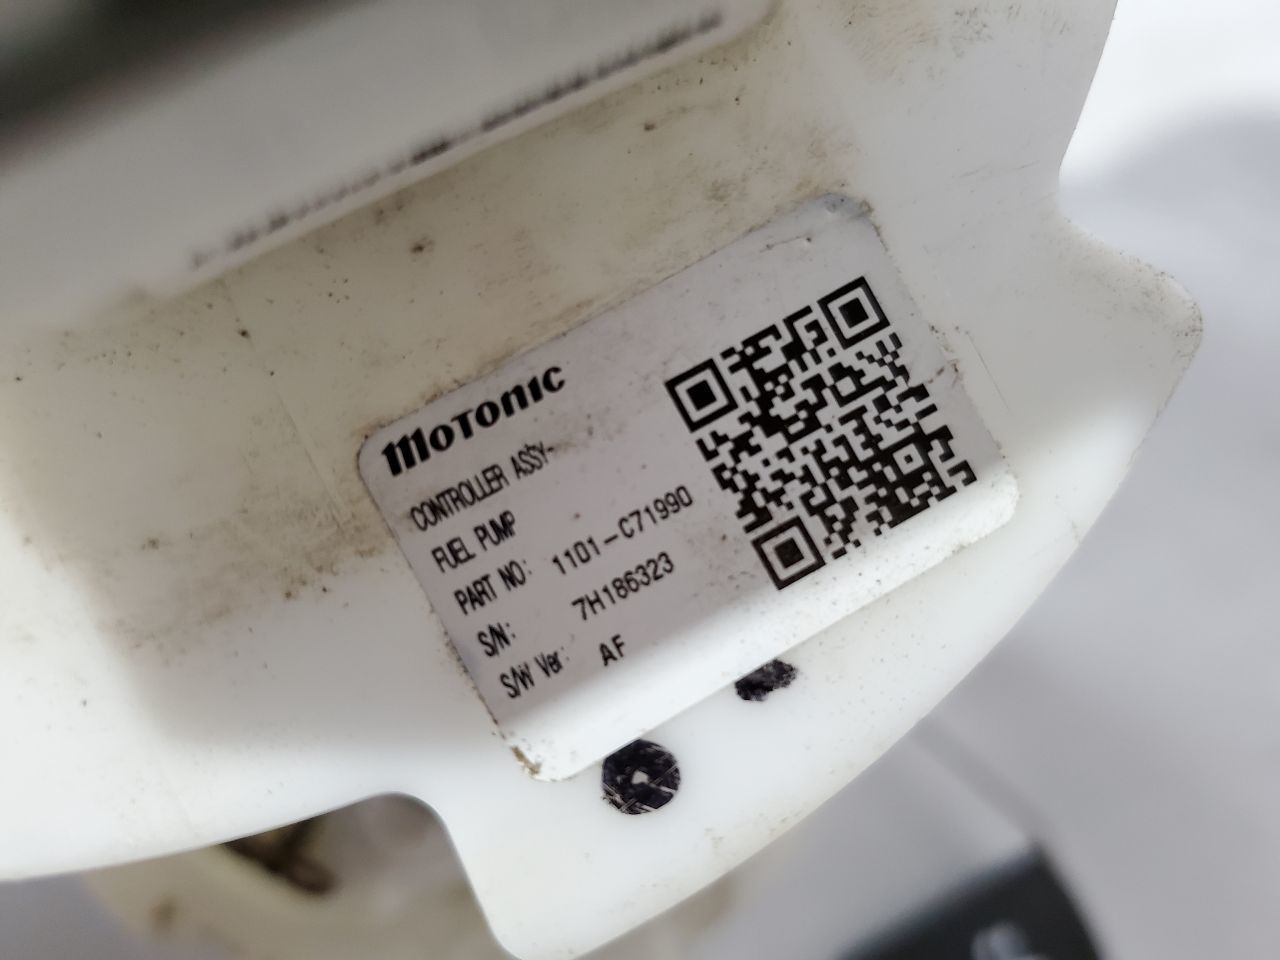 MOTONIC
CONTROLLER ASSY-
FUEL PUMP
PART NO: 1101-C71990
S/N: 7H186323
S/W Ver: AF